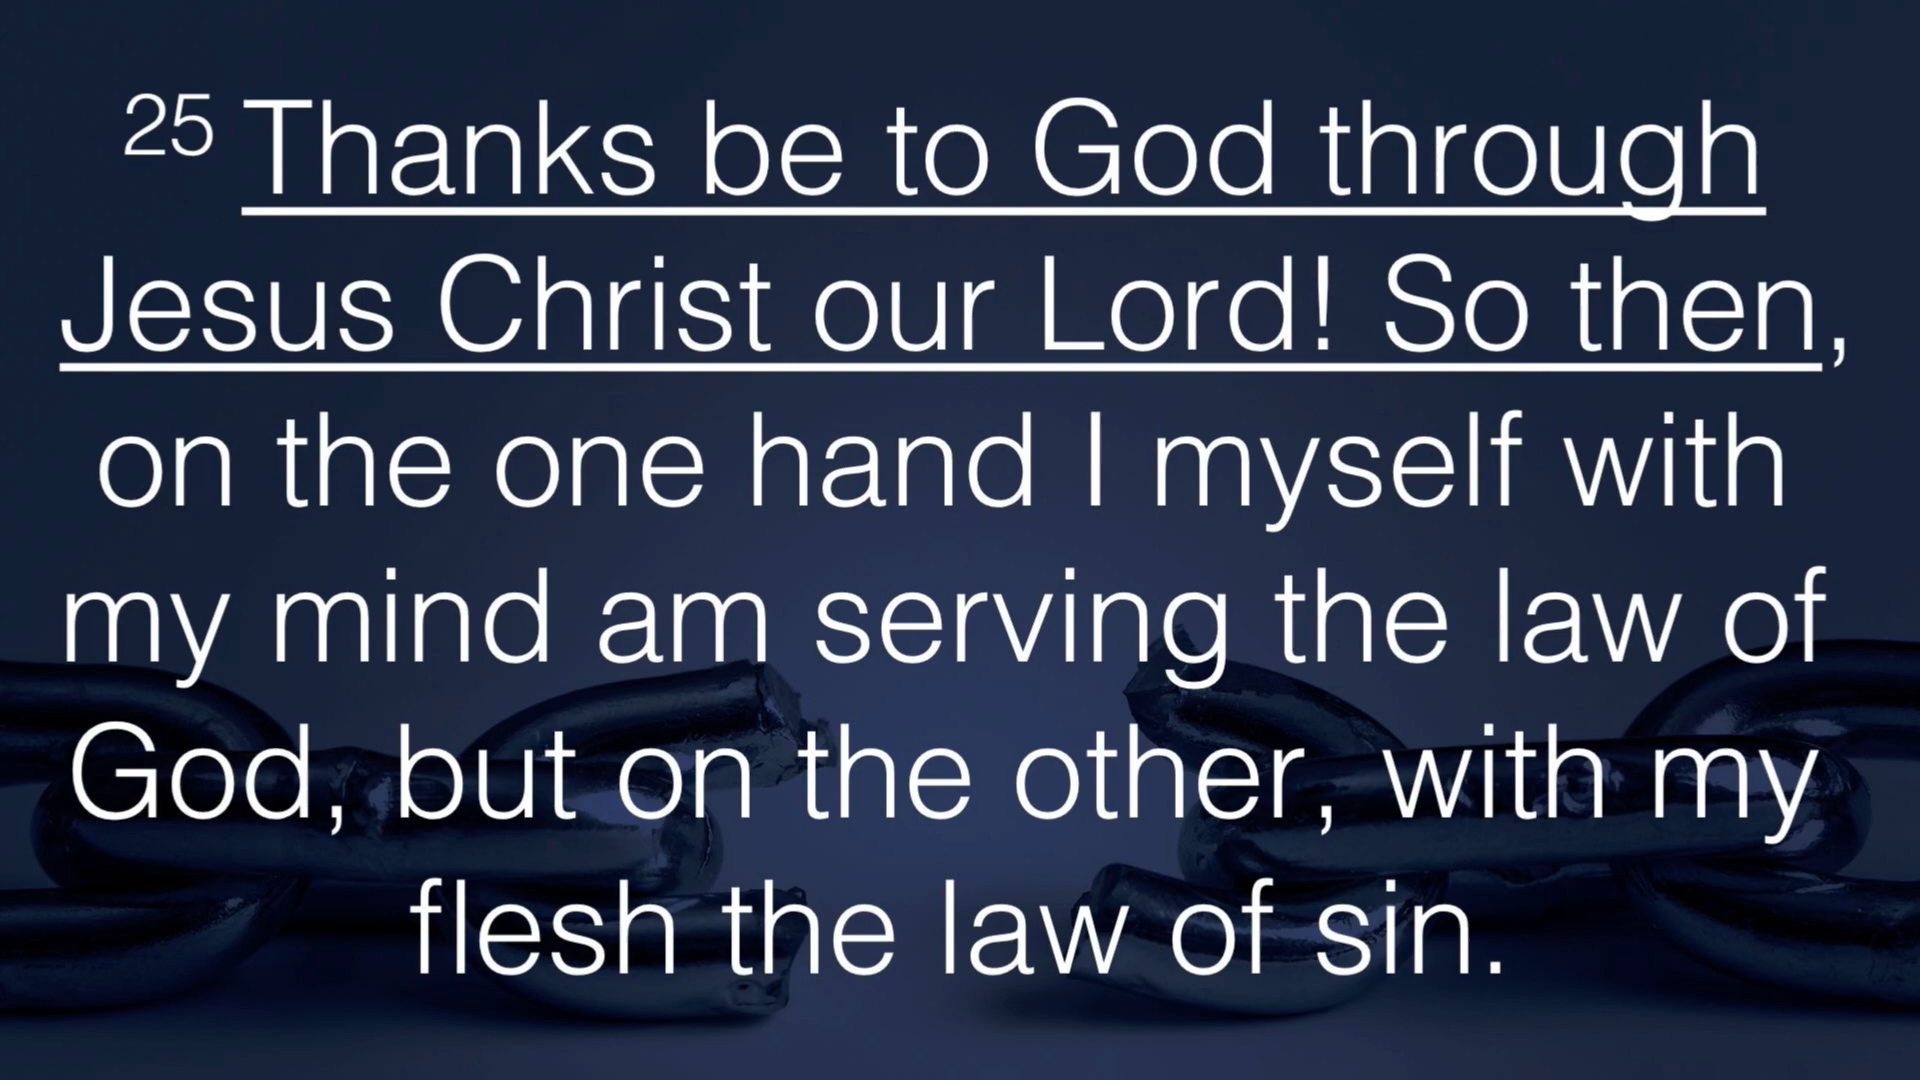 25 Thanks be to God through
Jesus Christ our Lord! So then,
on the one hand I myself with
my mind am serving the law of
God, but on the other, with my
flesh the law of sin.